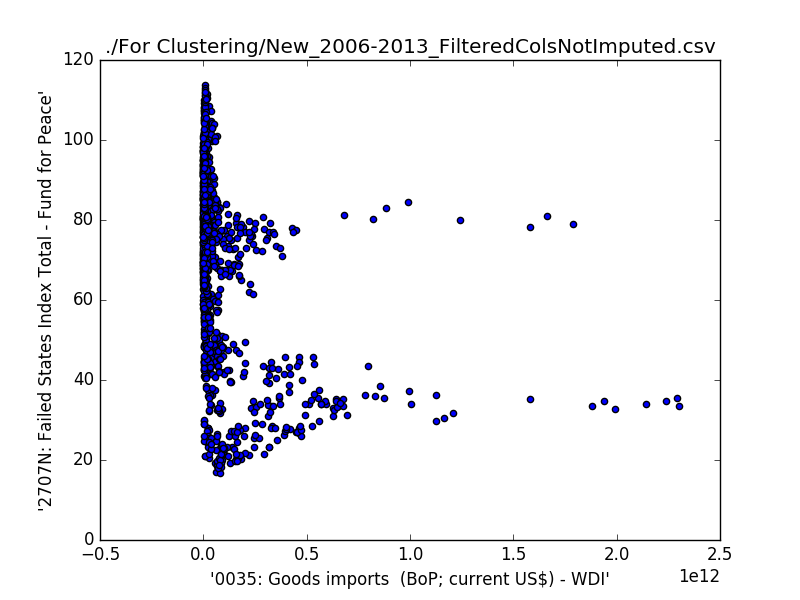 ./For Clustering/New_2006-2013_FilteredColsNotImputed.csv
'2707N: Failed States Index Total - Fund for Peace'
120
100
80
60
40
20
0
−0.5 0.0 0.5 1.0 1.5 2.0 2.5
1e12
'0035: Goods imports  (BoP; current US$) - WDI'